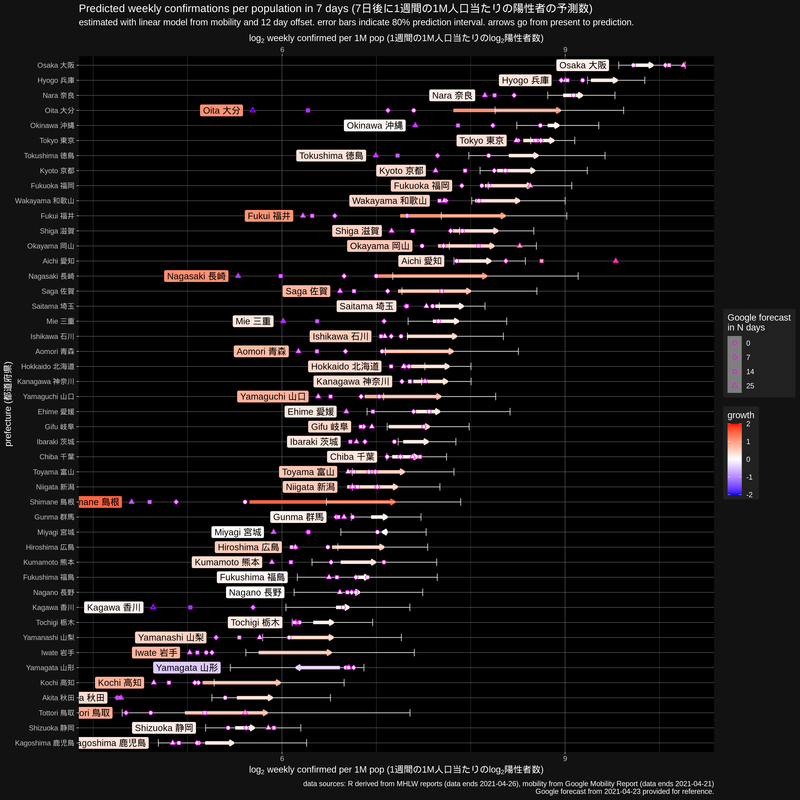 Predicted weekly confirmations per population in 7 days (7日後に1週間の1M人口当たりの陽性者の予測数)
estimated with linear model from mobility and 12 day offset. error bars indicate 80% prediction interval. arrows go from present to prediction.
log2 weekly confirmed per 1M pop (1週間の1M人口当たりのlog2陽性者数)
6 9
Osaka 大阪 Osaka 大阪
Hyogo 兵庫 Hyogo 兵庫
Nara 奈良 Nara 奈良
Oita 大分 Oita 大分
Okinawa 沖縄 Okinawa 沖縄
Tokyo 東京 Tokyo 東京
Tokushima 徳島 Tokushima 徳島
Kyoto 京都 Kyoto 京都
Fukuoka 福岡 Fukuoka 福岡
Wakayama 和歌山 Wakayama 和歌山
Fukui 福井 Fukui 福井
Shiga 滋賀 Shiga 滋賀
Okayama 岡山 Okayama 岡山
Aichi 愛知 Aichi 愛知
Nagasaki 長崎 Nagasaki 長崎
Saga 佐賀 Saga 佐賀
Saitama 埼玉 Saitama 埼玉
Mie 三重 Mie 三重
Ishikawa 石川 Ishikawa 石川
Aomori 青森 Aomori 青森
Hokkaido 北海道 Hokkaido 北海道
Kanagawa 神奈川 Kanagawa 神奈川
Yamaguchi 山口 Yamaguchi 山口
Ehime 愛媛 Ehime 愛媛
Gifu 岐阜 Gifu 岐阜
Ibaraki 茨城 Ibaraki 茨城
Chiba 千葉 Chiba 千葉
Toyama 富山 Toyama 富山
Niigata 新潟 Niigata 新潟
Shimane 島根 mane 島根
Gunma 群馬 Gunma 群馬
Miyagi 宮城 Miyagi 宮城
Hiroshima 広島 Hiroshima 広島
Kumamoto 熊本 Kumamoto 熊本
Fukushima 福島 Fukushima 福島
Nagano 長野 Nagano 長野
Kagawa 香川 Kagawa 香川
Tochigi 栃木 Tochigi 栃木
Yamanashi 山梨 Yamanashi 山梨
Iwate 岩手 Iwate 岩手
Yamagata 山形 Yamagata 山形
Kochi 高知 Kochi 高知
Akita 秋田 a 秋田
Tottori 鳥取 ori 鳥取
Shizuoka 静岡 Shizuoka 静岡
Kagoshima 鹿児島 agoshima 鹿児島
6 9
log2 weekly confirmed per 1M pop (1週間の1M人口当たりのlog2陽性者数)
prefecture (都道府県)
Google forecast
in N days
0
7
14
25
growth
2
1
0
-1
-2
data sources: R derived from MHLW reports (data ends 2021-04-26), mobility from Google Mobility Report (data ends 2021-04-21)
Google forecast from 2021-04-23 provided for reference.